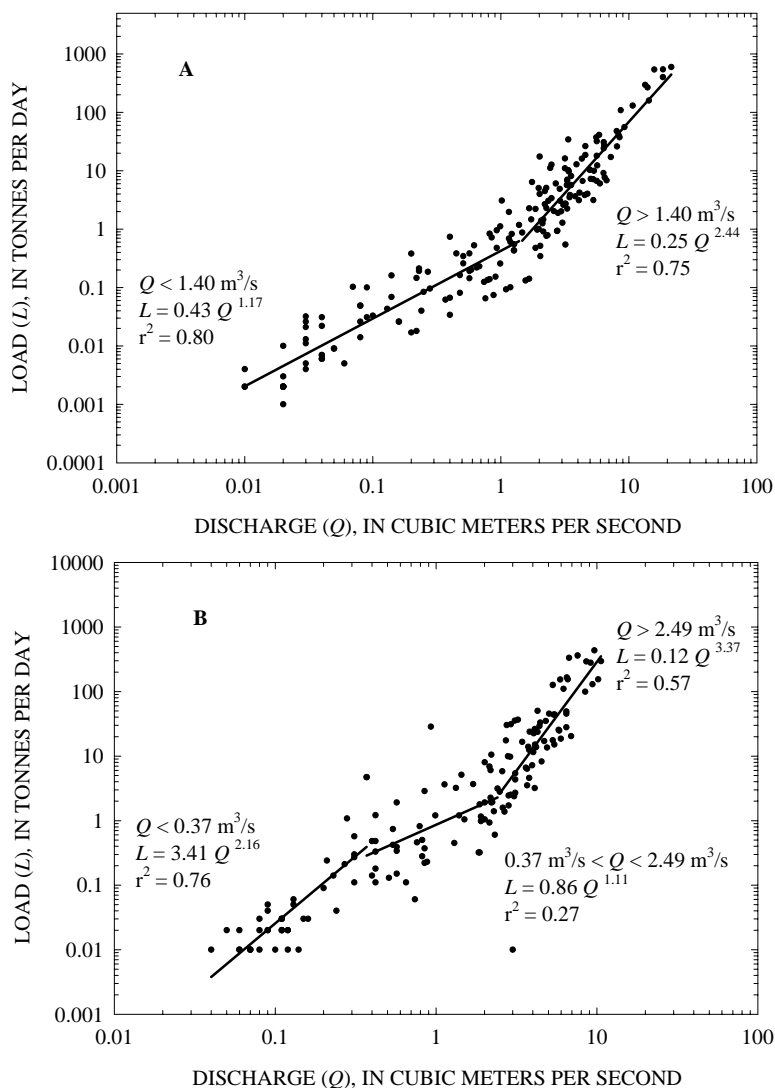 A
LOAD (L), IN TONNES PER DAY
1000
100
10
1
0.1
0.01
0.001
0.0001
Q > 1.40 m³/s
L = 0.25 Q 2.44
r² = 0.75
Q < 1.40 m³/s
L = 0.43 Q 1.17
r² = 0.80
0.001 0.01 0.1 1 10 100
DISCHARGE (Q), IN CUBIC METERS PER SECOND
B
LOAD (L), IN TONNES PER DAY
10000
1000
100
10
1
0.1
0.01
0.001
Q > 2.49 m³/s
L = 0.12 Q 3.37
r² = 0.57
Q < 0.37 m³/s
L = 3.41 Q 2.16
r² = 0.76
0.37 m³/s < Q < 2.49 m³/s
L = 0.86 Q 1.11
r² = 0.27
0.01 0.1 1 10 100
DISCHARGE (Q), IN CUBIC METERS PER SECOND